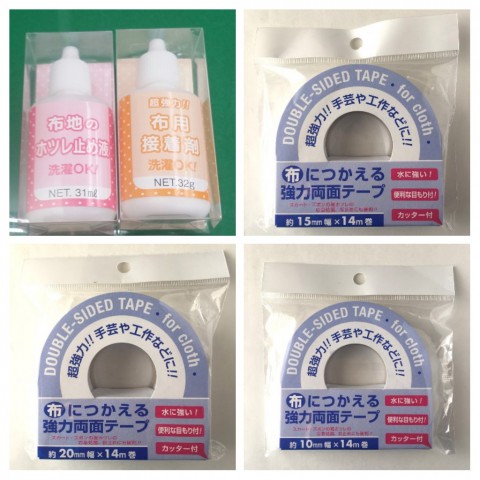 布地の
ホツレ止め液
洗濯OK!
NET. 31mℓ
超強力!!
布用
接着剤
洗濯OK!
NET. 32g
DOUBLE-SIDED TAPE・for cloth・
超強力!!手芸や工作などに!!
布につかえる
強力両面テープ
水に強い!
便利な目もり付!
カッター付
約15mm幅×14m巻
DOUBLE-SIDED TAPE・for cloth・
超強力!!手芸や工作などに!!
布につかえる
強力両面テープ
水に強い!
便利な目もり付!
カッター付
約20mm幅×14m巻
DOUBLE-SIDED TAPE・for cloth・
超強力!!手芸や工作などに!!
布につかえる
強力両面テープ
水に強い!
便利な目もり付!
カッター付
約10mm幅×14m巻